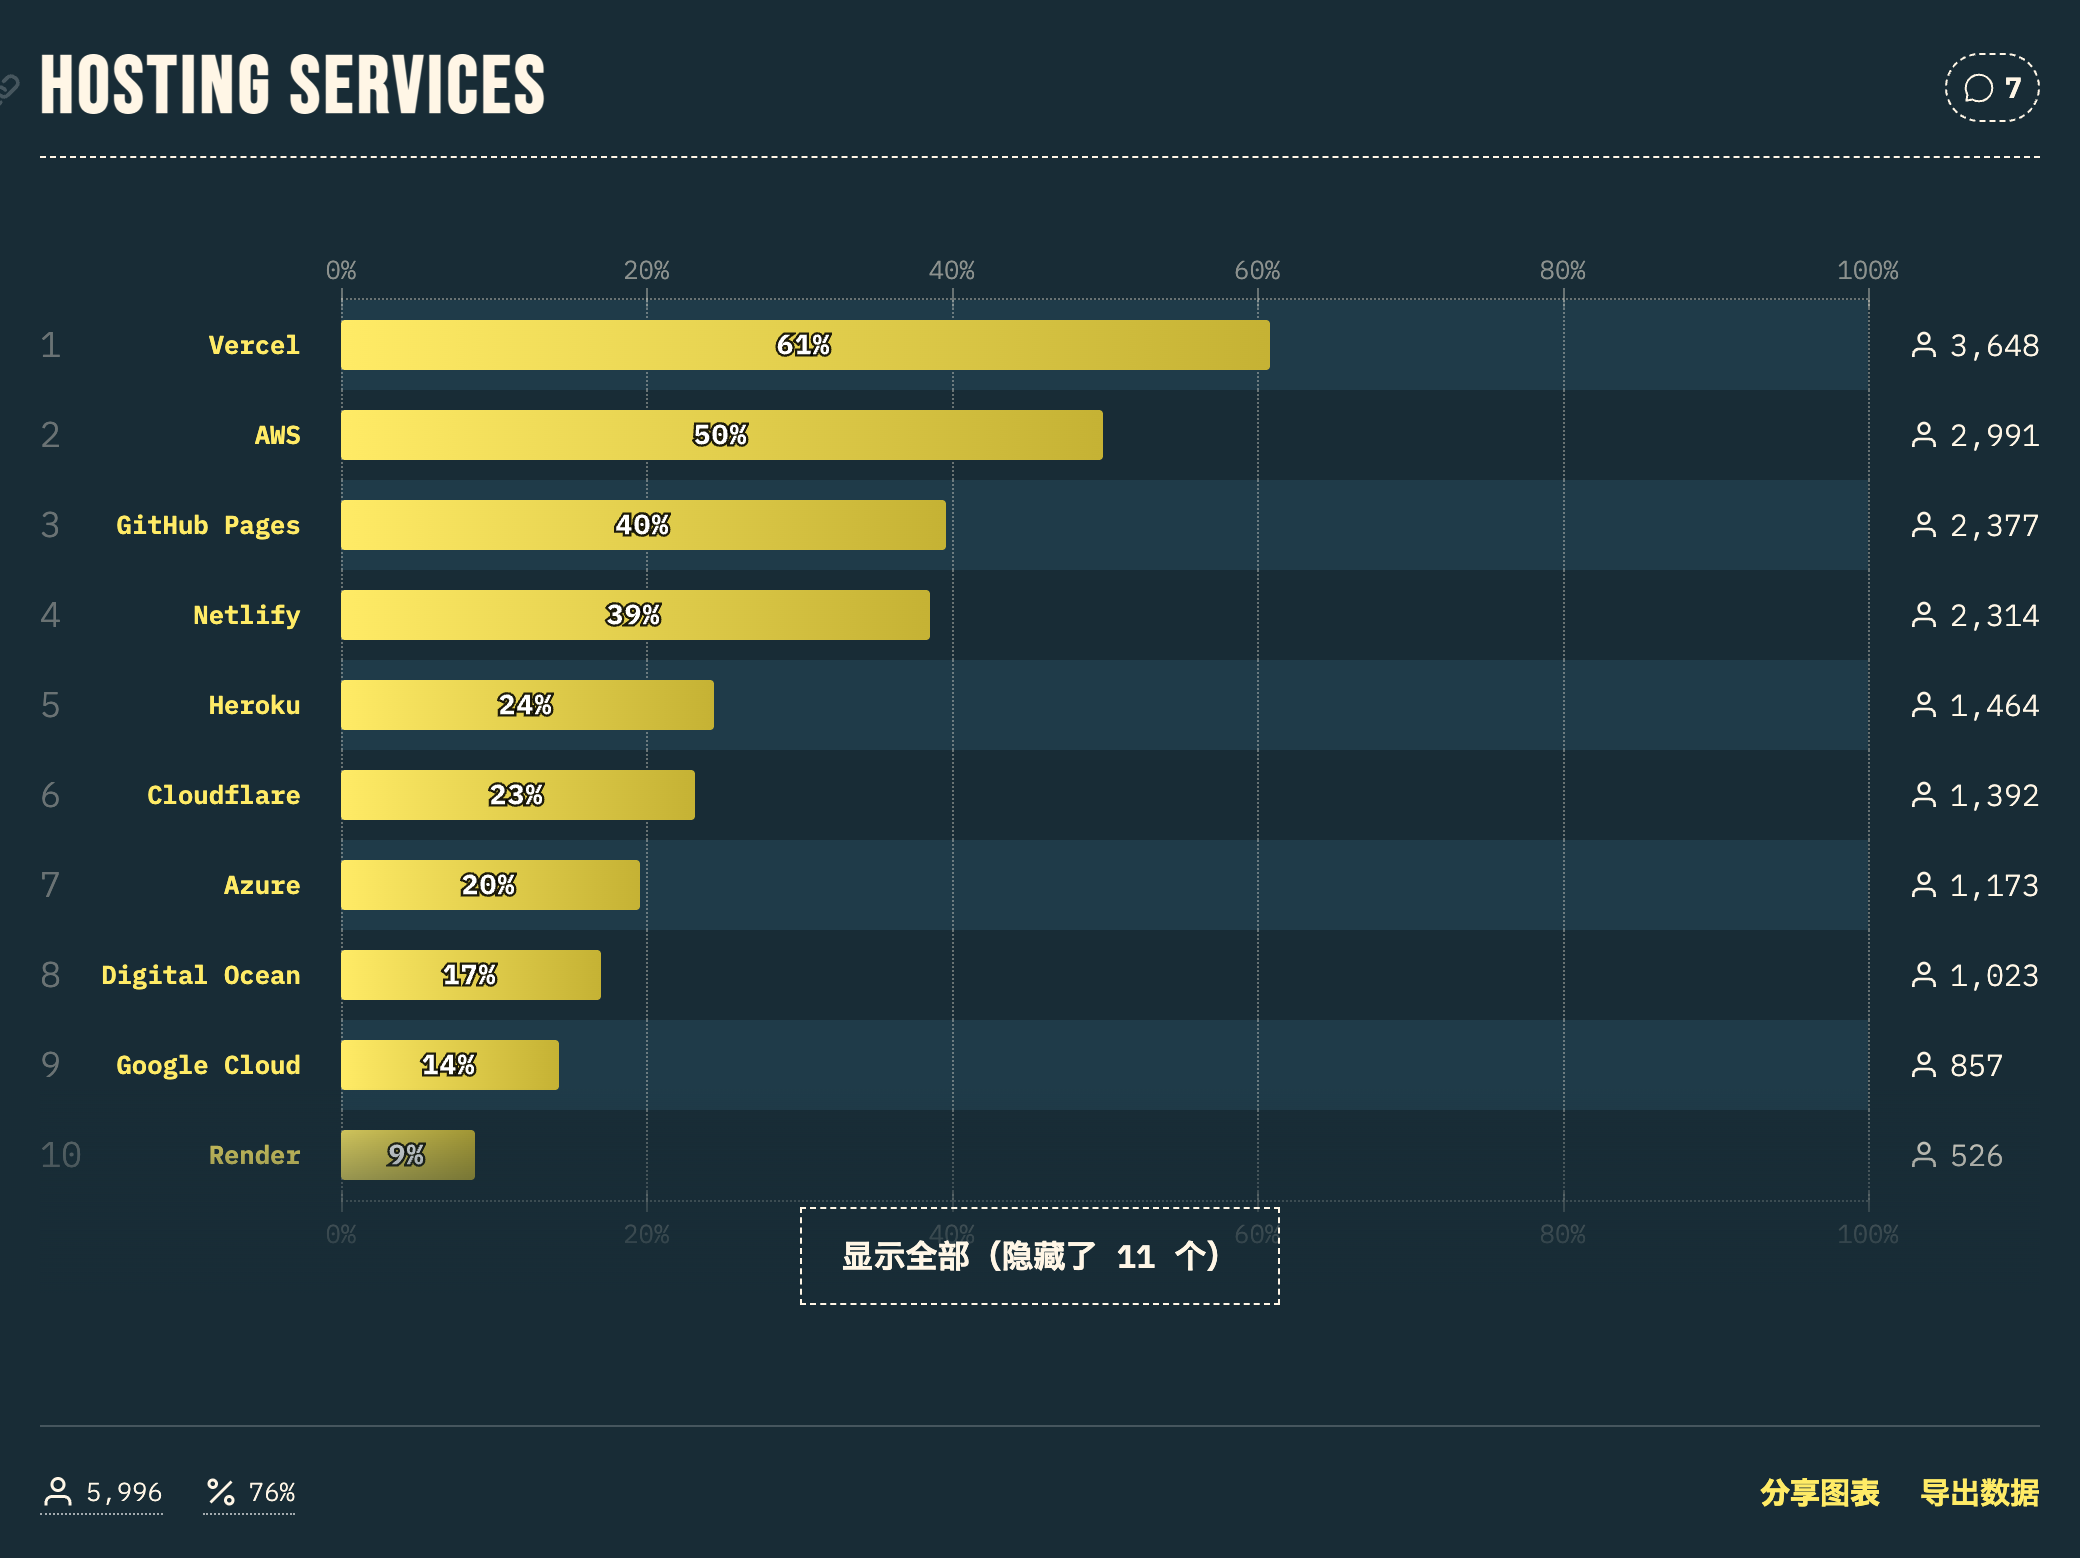 HOSTING SERVICES
7
0% 20% 40% 60% 80% 100%
1 Vercel 61% 3,648
2 AWS 50% 2,991
3 GitHub Pages 40% 2,377
4 Netlify 39% 2,314
5 Heroku 24% 1,464
6 Cloudflare 23% 1,392
7 Azure 20% 1,173
8 Digital Ocean 17% 1,023
9 Google Cloud 14% 857
10 Render 9% 526
0% 20% 40% 60% 80% 100%
显示全部（隐藏了 11 个）
5,996 76% 分享图表 导出数据